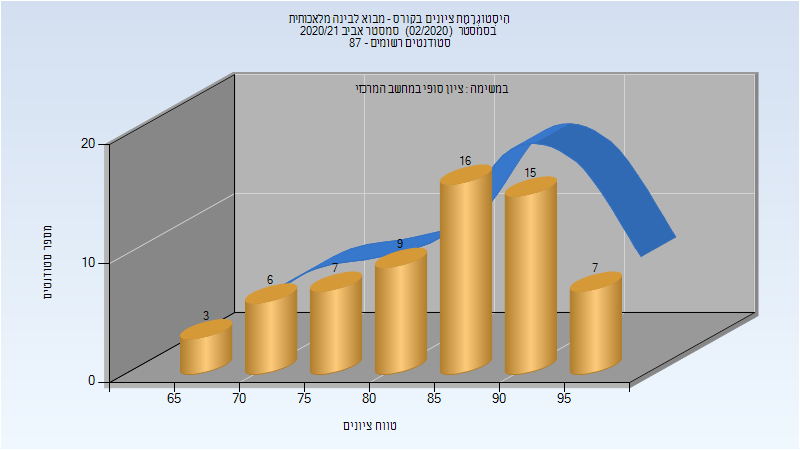 היסטוגרמת ציונים בקורס - מבוא לבינה מלאכותית
בסמסטר (02/2020) סמסטר אביב 2020/21
סטודנטים רשומים - 87
במשימה : ציון סופי במחשב המרכזי
מספר סטודנטים
20
10
0
3
6
7
9
16
15
7
65
70
75
80
85
90
95
טווח ציונים